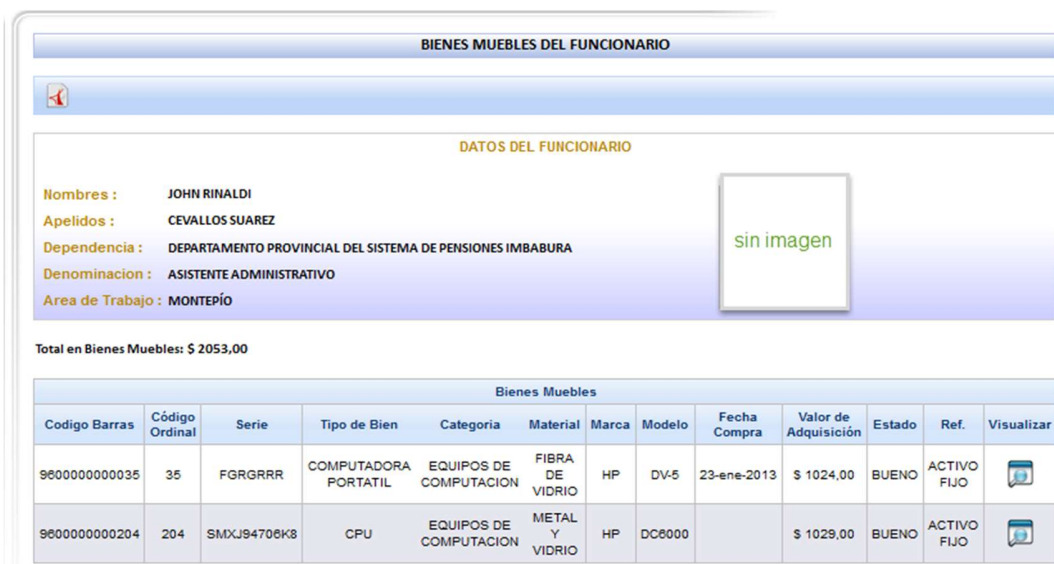 BIENES MUEBLES DEL FUNCIONARIO
DATOS DEL FUNCIONARIO
Nombres : JOHN RINALDI
Apelidos : CEVALLOS SUAREZ
Dependencia : DEPARTAMENTO PROVINCIAL DEL SISTEMA DE PENSIONES IMBABURA
Denominacion : ASISTENTE ADMINISTRATIVO
Area de Trabajo : MONTEPÍO
sin imagen
Total en Bienes Muebles: $ 2053,00
Bienes Muebles
Codigo Barras Código Ordinal Serie Tipo de Bien Categoria Material Marca Modelo Fecha Compra Valor de Adquisición Estado Ref. Visualizar
9600000000035 35 FGRGRRR COMPUTADORA PORTATIL EQUIPOS DE COMPUTACION FIBRA DE VIDRIO HP DV-5 23-ene-2013 $ 1024,00 BUENO ACTIVO FIJO
9600000000204 204 SMXJ94706K8 CPU EQUIPOS DE COMPUTACION METAL Y VIDRIO HP DC6000 $ 1029,00 BUENO ACTIVO FIJO